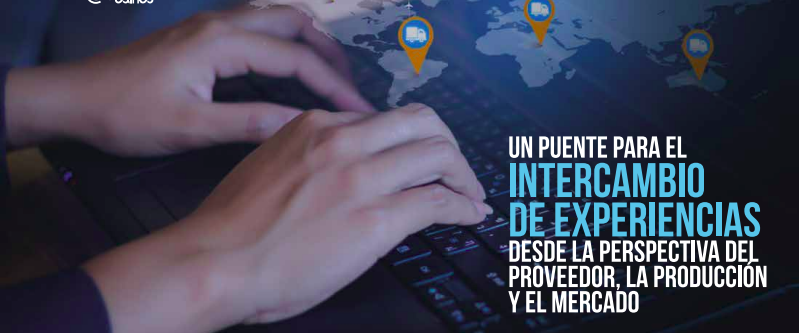 UN PUENTE PARA EL
INTERCAMBIO
DE EXPERIENCIAS
DESDE LA PERSPECTIVA DEL
PROVEEDOR, LA PRODUCCIÓN
Y EL MERCADO